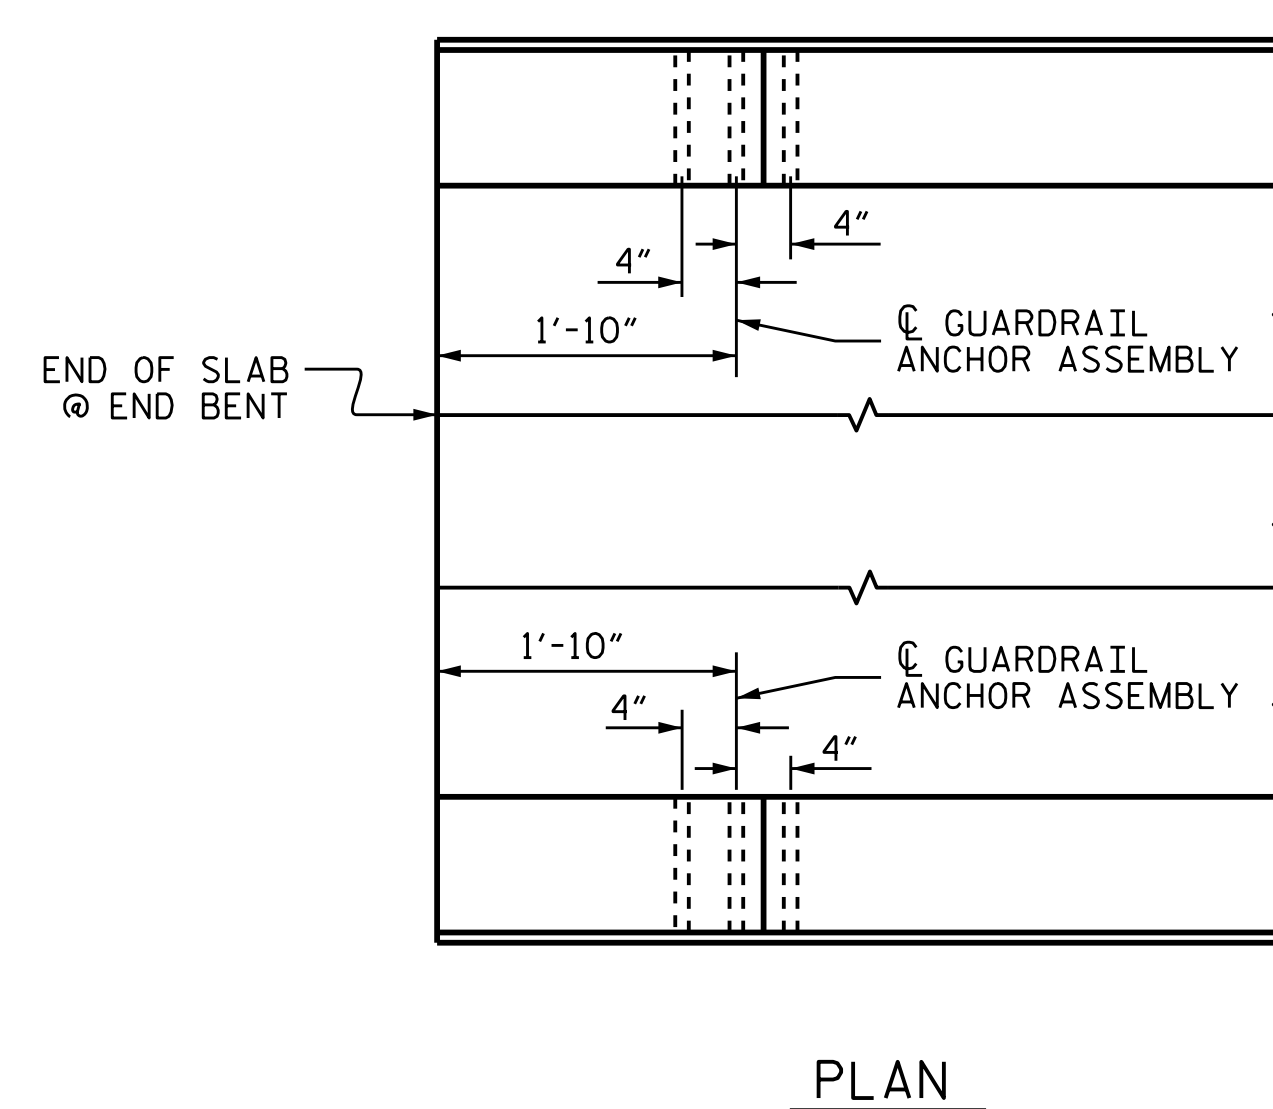 4"
4"
1'-10"
℄ GUARDRAIL
ANCHOR ASSEMBLY
END OF SLAB
@ END BENT
1'-10"
℄ GUARDRAIL
ANCHOR ASSEMBLY
4"
4"
PLAN